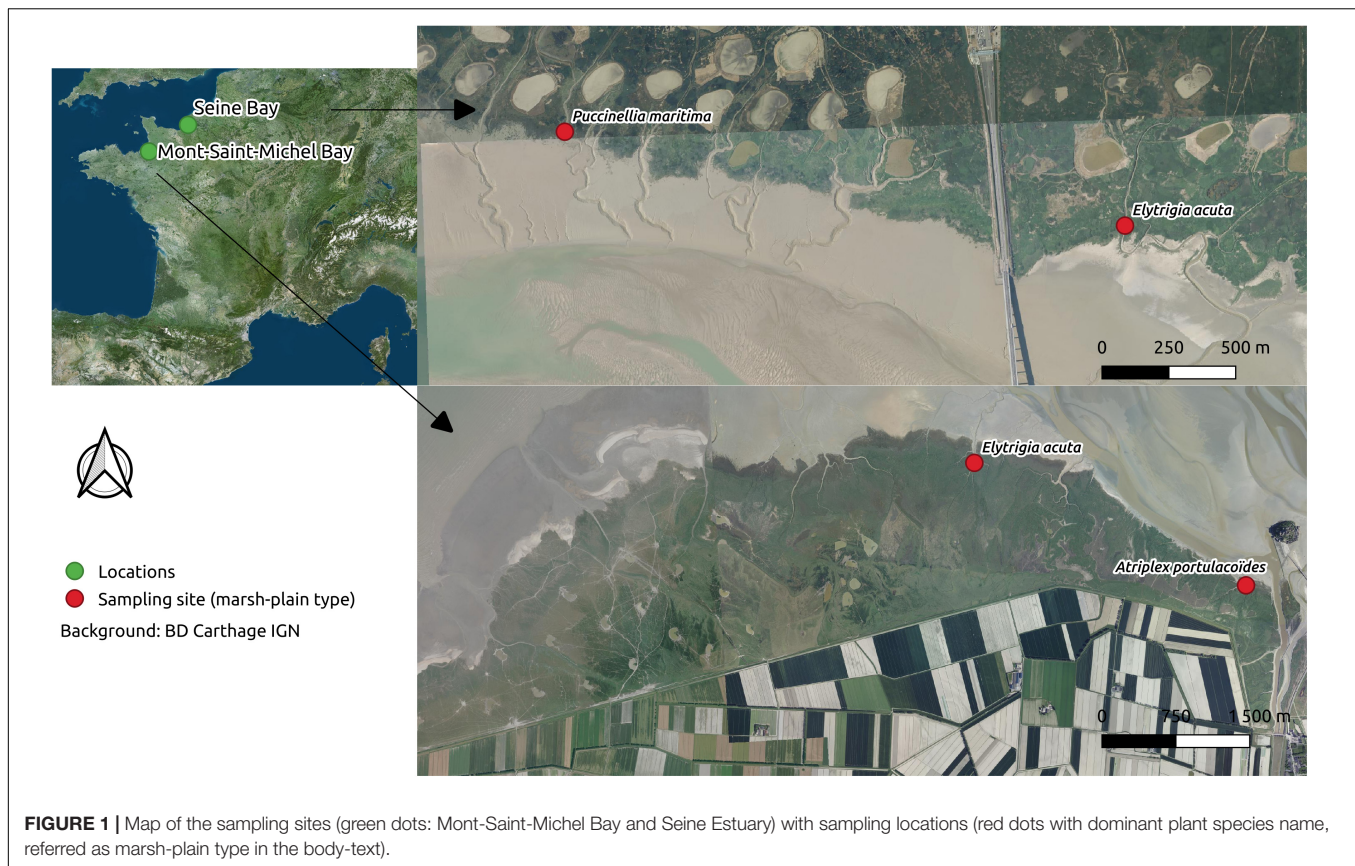 Seine Bay
Mont-Saint-Michel Bay
Puccinellia maritima
Elytrigia acuta
0 250 500 m
Elytrigia acuta
Atriplex portulacoïdes
0 750 1 500 m
Locations
Sampling site (marsh-plain type)
Background: BD Carthage IGN
FIGURE 1 | Map of the sampling sites (green dots: Mont-Saint-Michel Bay and Seine Estuary) with sampling locations (red dots with dominant plant species name,
referred as marsh-plain type in the body-text).